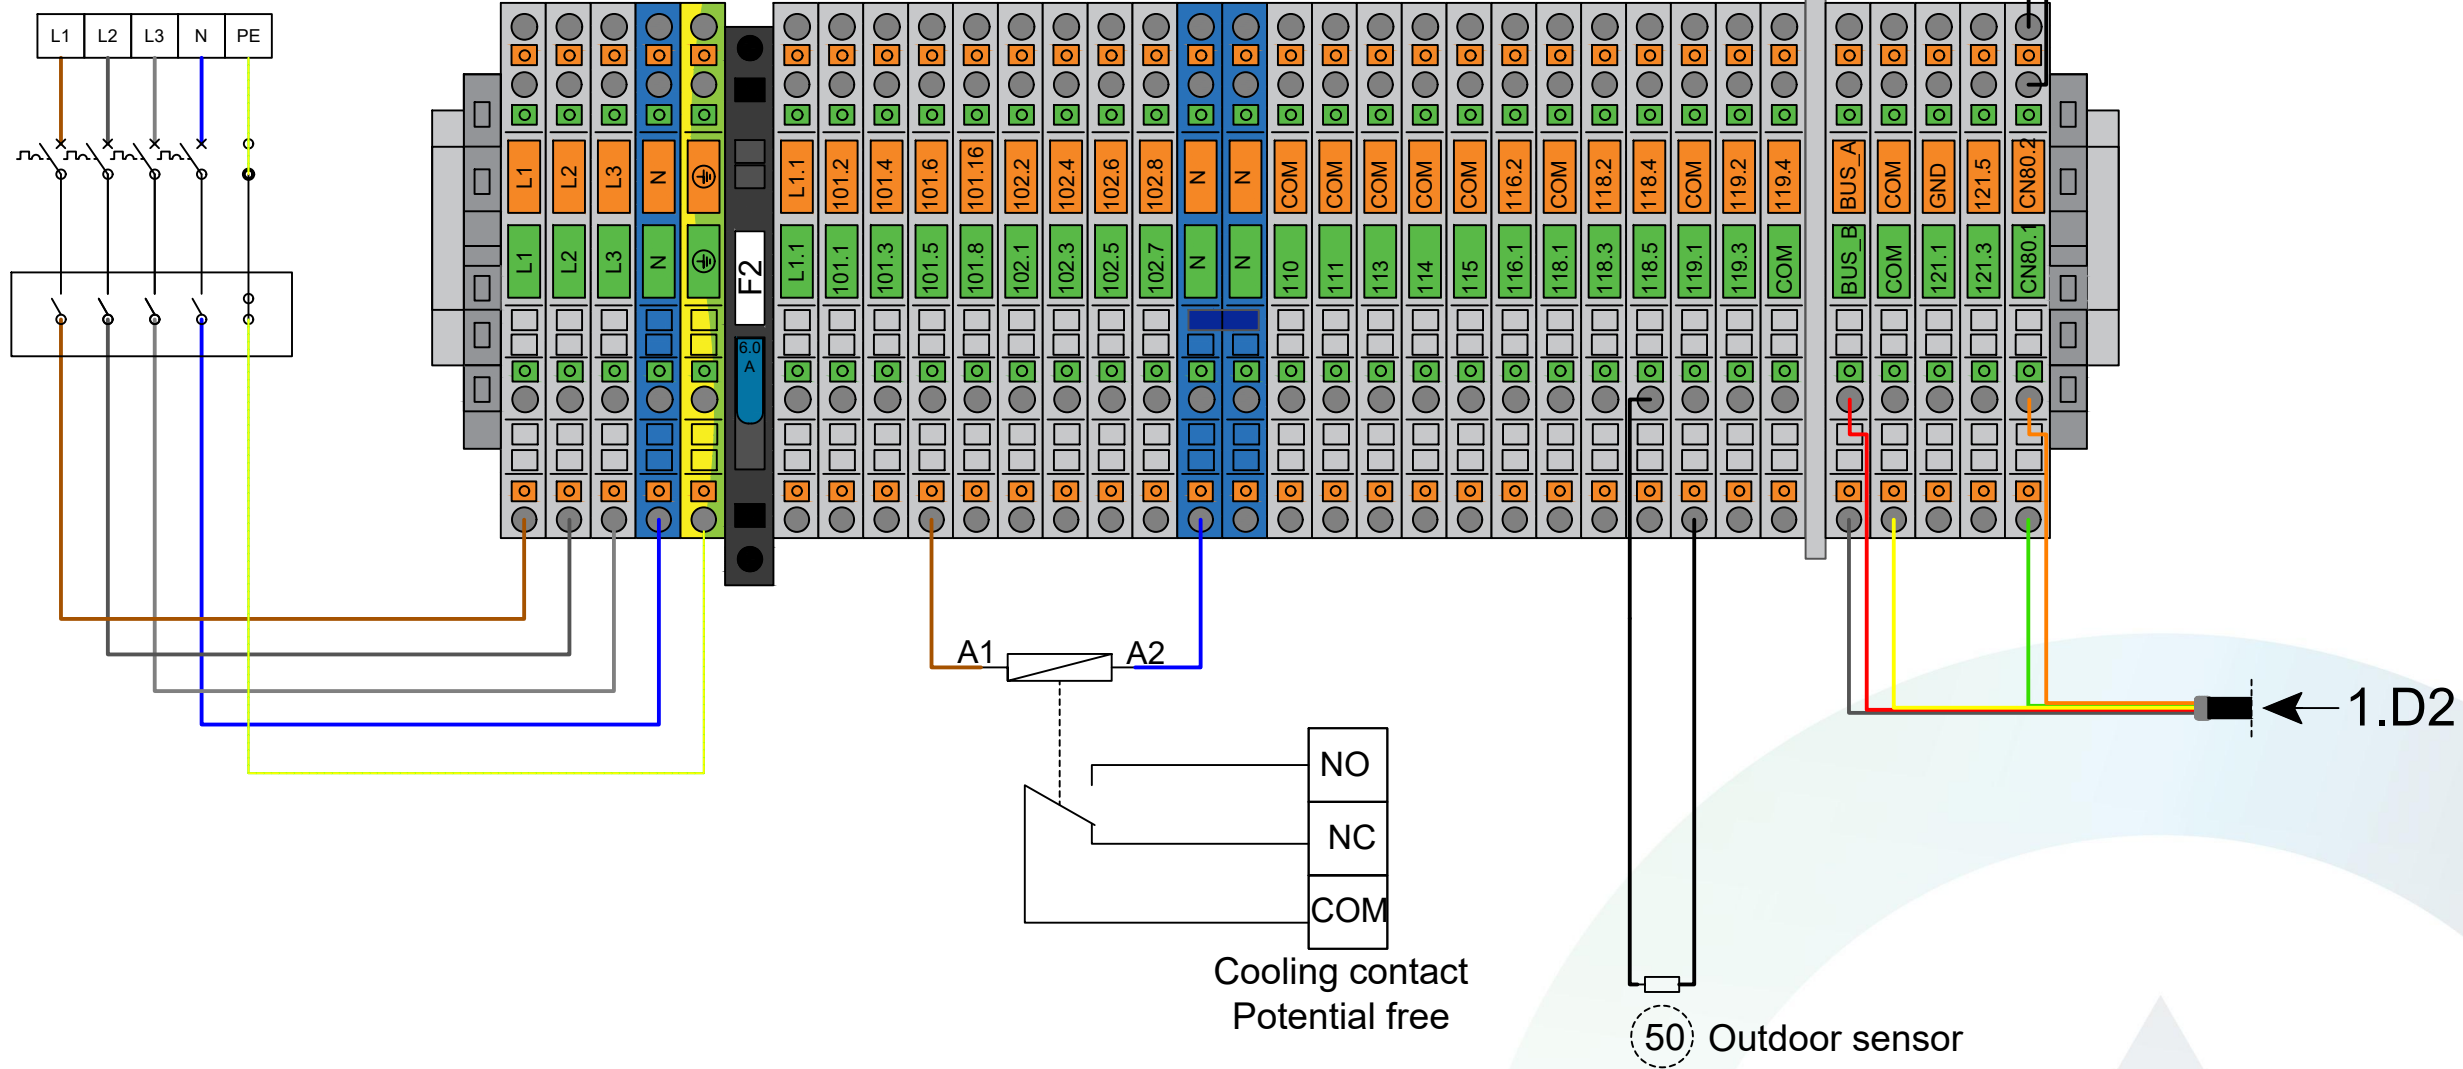 L1 L2 L3 N PE
L1 L2 L3 N
F2
6.0
A
L1.1 101.2 101.4 101.6 101.16 102.2 102.4 102.6 102.8 N N COM COM COM COM COM 116.2 COM 118.2 118.4 COM 119.2 119.4 BUS_A COM GND 121.5 CN80.2
L1 L2 L3 N
L1.1 101.1 101.3 101.5 101.8 102.1 102.3 102.5 102.7 N N 110 111 113 114 115 116.1 118.1 118.3 118.5 119.1 119.3 COM BUS_B COM 121.1 121.3 CN80.1
A1 A2
NO
NC
COM
Cooling contact
Potential free
50 Outdoor sensor
1.D2